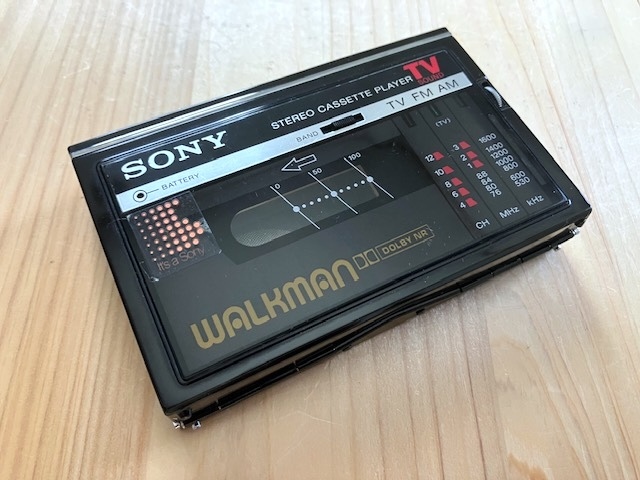 SONY
STEREO CASSETTE PLAYER
TV
SOUND
BAND
TV FM AM
BATTERY
(TV)
0 50 100
12 3 1600
1400
10 2 88 1200
8 84 1000
6 80 800
4 76 600
530
CH MHz kHz
It's a Sony
WALKMAN
DOLBY NR